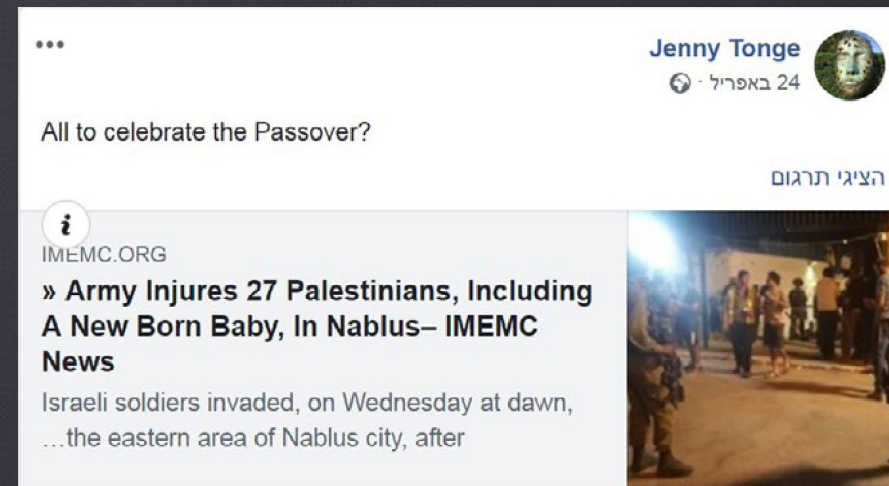 Jenny Tonge
24 באפריל ·
All to celebrate the Passover?
הציגי תרגום
i
IMEMC.ORG
» Army Injures 27 Palestinians, Including
A New Born Baby, In Nablus– IMEMC
News
Israeli soldiers invaded, on Wednesday at dawn,
…the eastern area of Nablus city, after